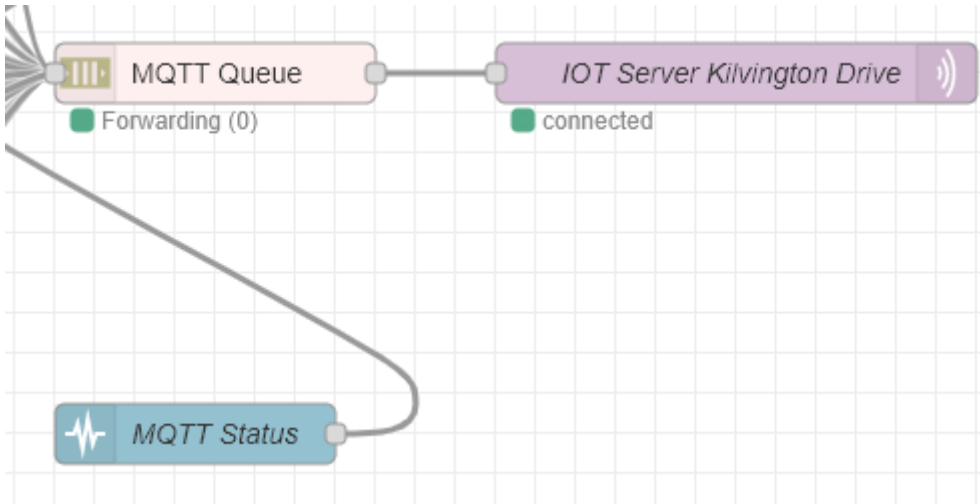 MQTT Queue
IOT Server Kilvington Drive
Forwarding (0)
connected
MQTT Status